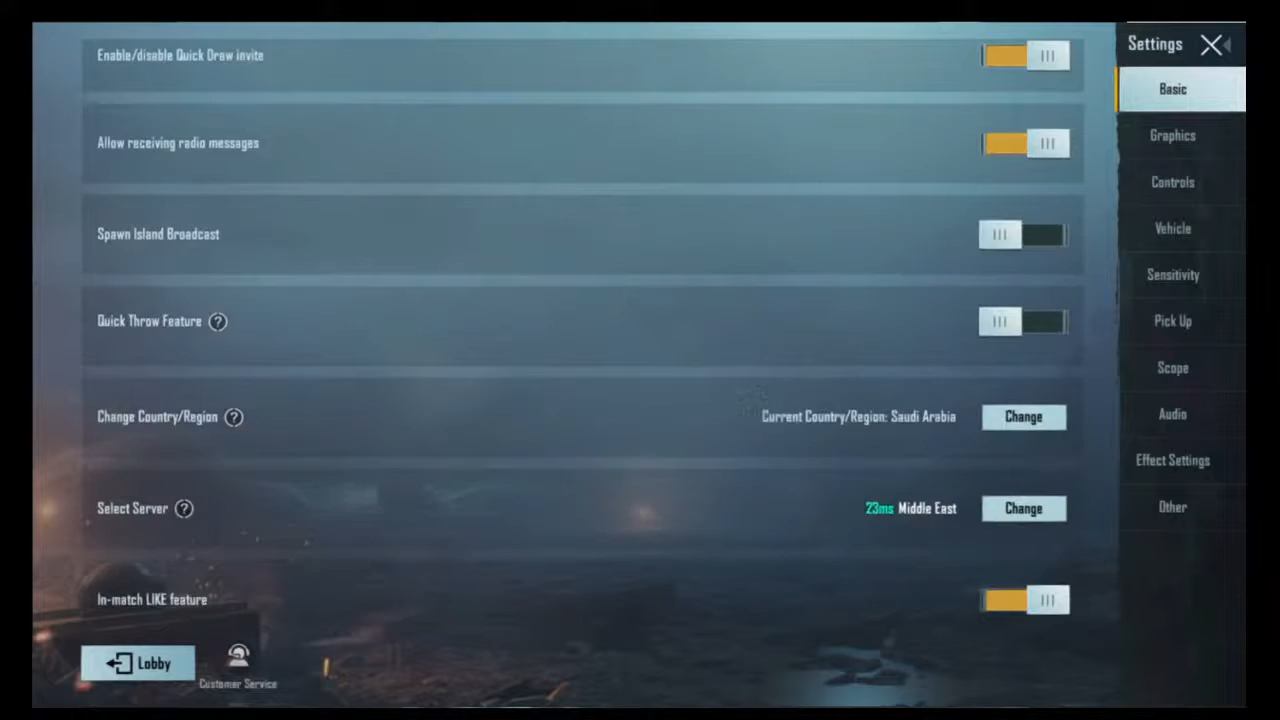 Enable/disable Quick Draw invite
Allow receiving radio messages
Spawn Island Broadcast
Quick Throw Feature ?
Change Country/Region ? Current Country/Region: Saudi Arabia Change
Select Server ? 23ms Middle East Change
In-match LIKE feature
Lobby
Customer Service
Settings
Basic
Graphics
Controls
Vehicle
Sensitivity
Pick Up
Scope
Audio
Effect Settings
Other